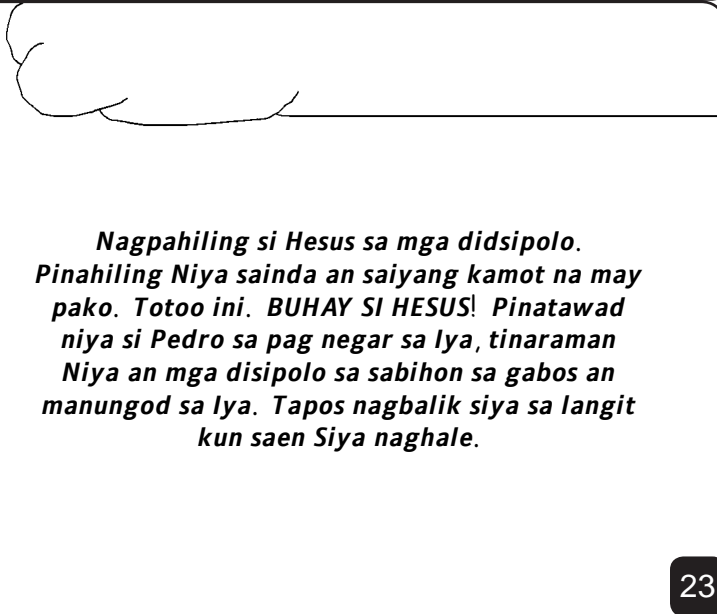 Nagpahiling si Hesus sa mga didsipolo.
Pinahiling Niya sainda an saiyang kamot na may
pako. Totoo ini. BUHAY SI HESUS! Pinatawad
niya si Pedro sa pag negar sa Iya, tinaraman
Niya an mga disipolo sa sabihon sa gabos an
manungod sa Iya. Tapos nagbalik siya sa langit
kun saen Siya naghale.
23